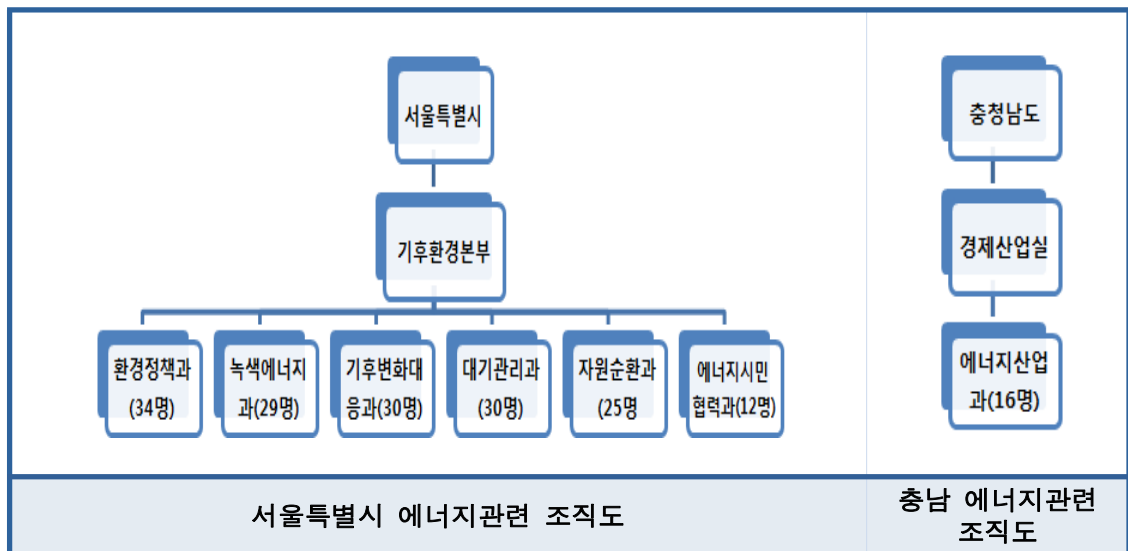 서울특별시
기후환경본부
환경정책과
(34명)
녹색에너지
과(29명)
기후변화대
응과(30명)
대기관리과
(30명)
자원순환과
(25명
에너지시민
협력과(12명)
서울특별시 에너지관련 조직도
충청남도
경제산업실
에너지산업
과(16명)
충남 에너지관련
조직도